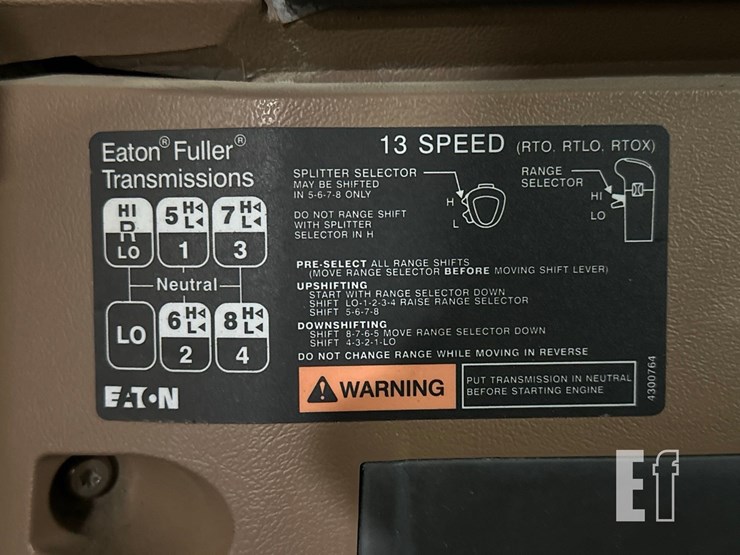 Eaton® Fuller®
Transmissions
13 SPEED (RTO, RTLO, RTOX)
HI
R
LO
5 H
L
1
7 H
L
3
Neutral
LO
6 H
L
2
8 H
L
4
EATON
SPLITTER SELECTOR
MAY BE SHIFTED
IN 5-6-7-8 ONLY
DO NOT RANGE SHIFT
WITH SPLITTER
SELECTOR IN H
H
L
RANGE
SELECTOR
HI
LO
PRE-SELECT ALL RANGE SHIFTS
(MOVE RANGE SELECTOR BEFORE MOVING SHIFT LEVER)
UPSHIFTING
START WITH RANGE SELECTOR DOWN
SHIFT LO-1-2-3-4 RAISE RANGE SELECTOR
SHIFT 5-6-7-8
DOWNSHIFTING
SHIFT 8-7-6-5 MOVE RANGE SELECTOR DOWN
SHIFT 4-3-2-1-LO
DO NOT CHANGE RANGE WHILE MOVING IN REVERSE
WARNING
PUT TRANSMISSION IN NEUTRAL
BEFORE STARTING ENGINE
4300764
Ef